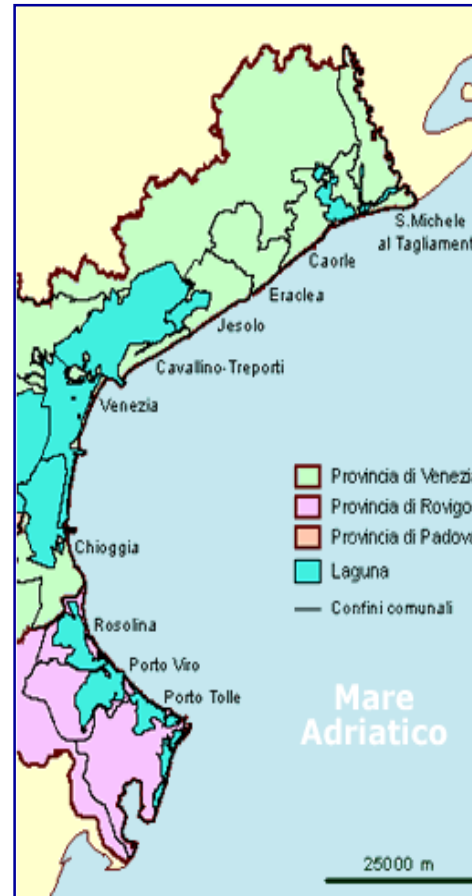 S.Michele
al Tagliament
Caorle
Eraclea
Jesolo
Cavallino-Treporti
Venezia
Chioggia
Rosolina
Porto Viro
Porto Tolle
Provincia di Venezia
Provincia di Rovigo
Provincia di Padov
Laguna
Confini comunali
Mare
Adriatico
25000 m